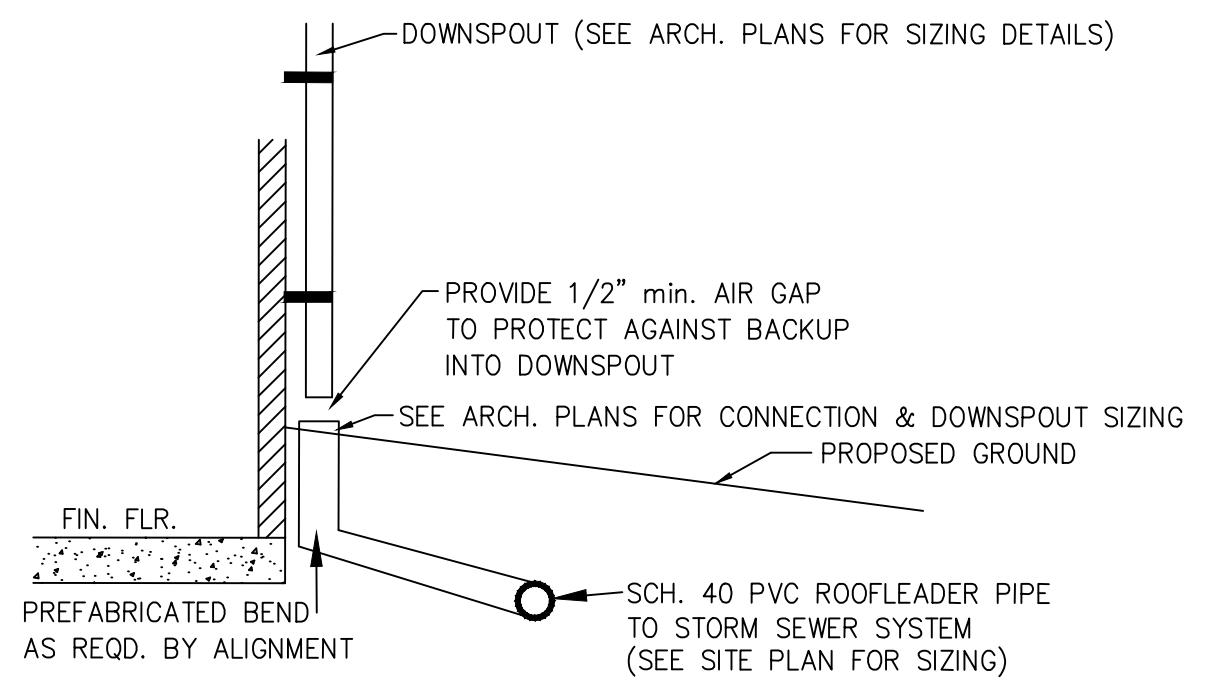 DOWNSPOUT (SEE ARCH. PLANS FOR SIZING DETAILS)
PROVIDE 1/2" min. AIR GAP
TO PROTECT AGAINST BACKUP
INTO DOWNSPOUT
SEE ARCH. PLANS FOR CONNECTION & DOWNSPOUT SIZING
PROPOSED GROUND
FIN. FLR.
PREFABRICATED BEND
AS REQD. BY ALIGNMENT
SCH. 40 PVC ROOFLEADER PIPE
TO STORM SEWER SYSTEM
(SEE SITE PLAN FOR SIZING)